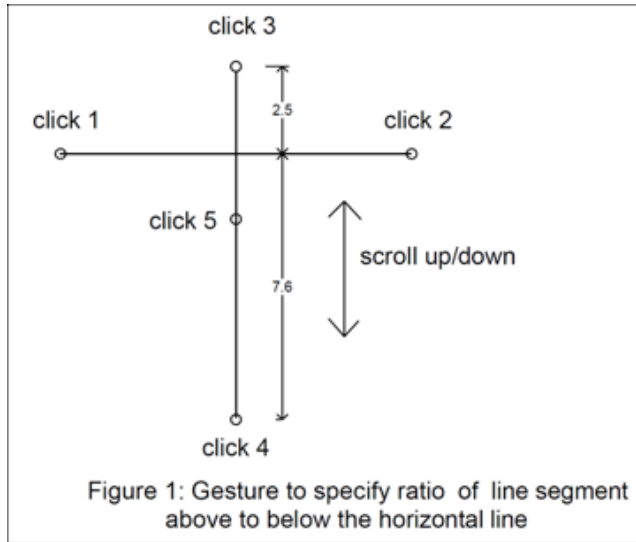 click 3
2.5
click 1
click 2
click 5
scroll up/down
7.6
click 4
Figure 1: Gesture to specify ratio of line segment
above to below the horizontal line